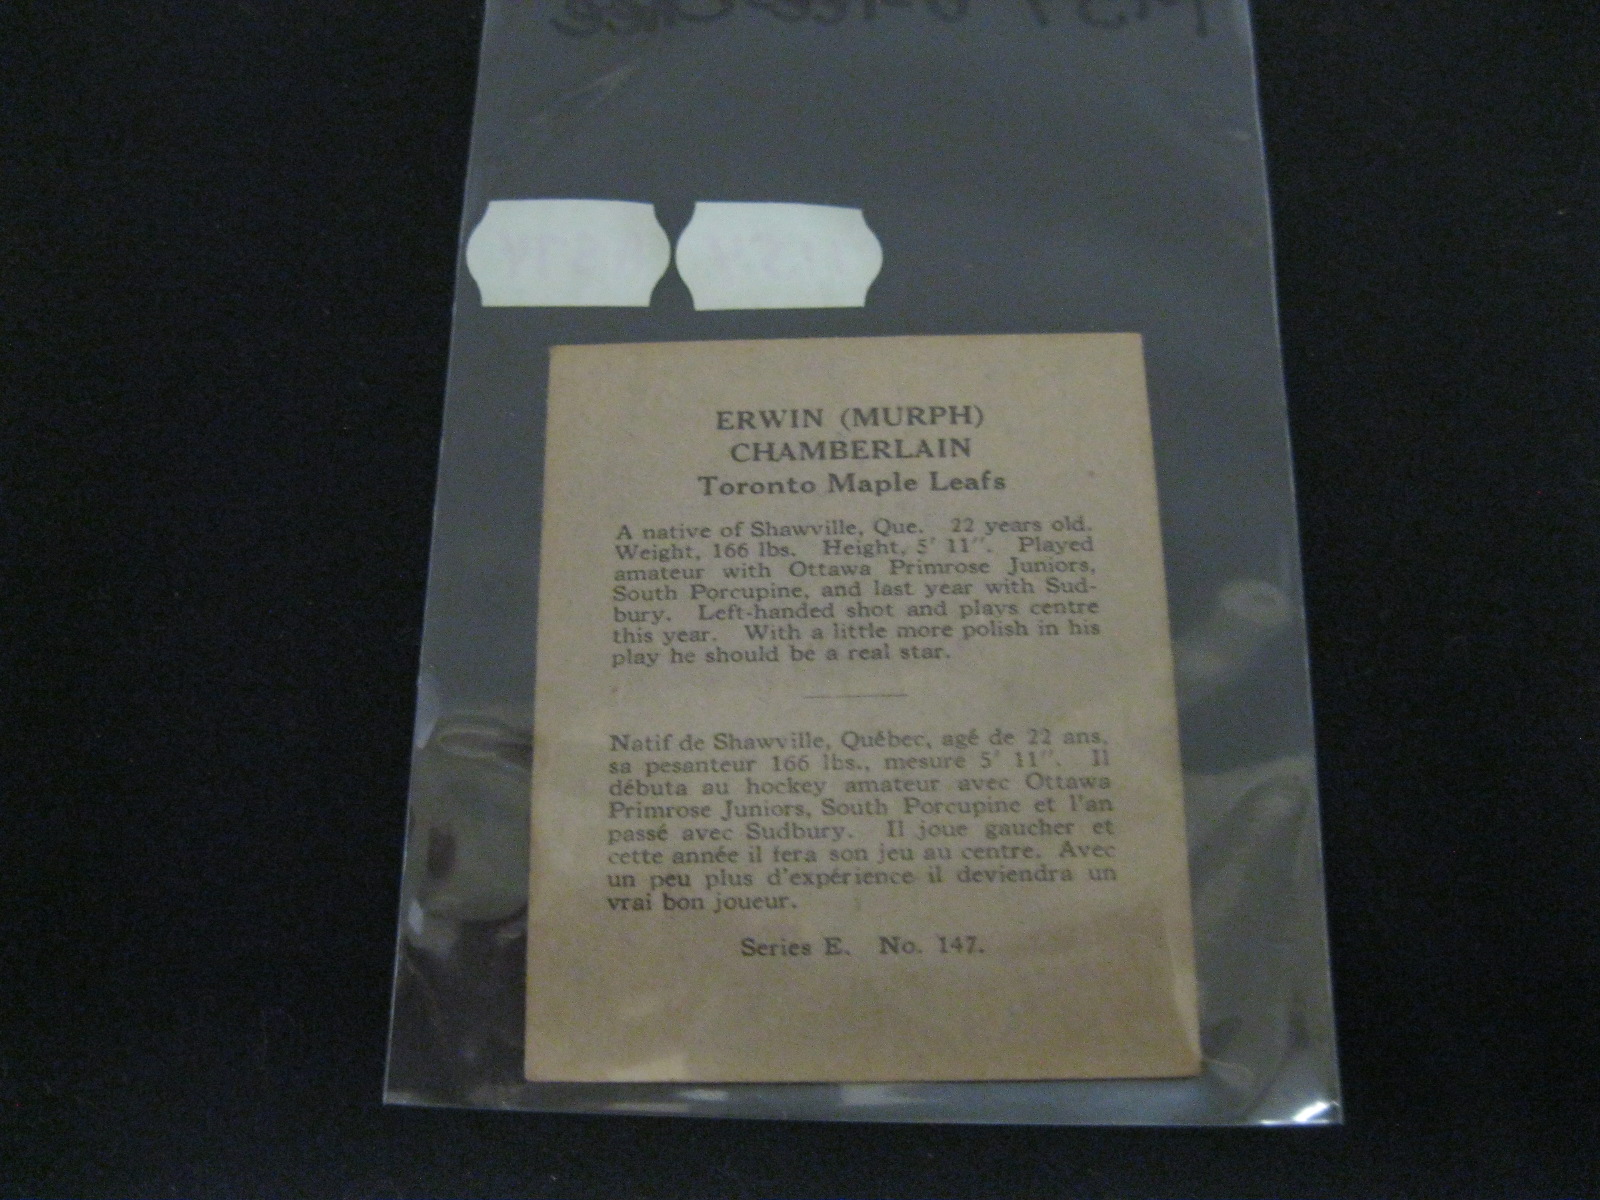 ERWIN (MURPH)
CHAMBERLAIN
Toronto Maple Leafs
A native of Shawville, Que. 22 years old.
Weight, 166 lbs. Height, 5' 11". Played
amateur with Ottawa Primrose Juniors,
South Porcupine, and last year with Sud-
bury. Left-handed shot and plays centre
this year. With a little more polish in his
play he should be a real star.
Natif de Shawville, Québec, agé de 22 ans,
sa pesanteur 166 lbs., mesure 5' 11". Il
débuta au hockey amateur avec Ottawa
Primrose Juniors, South Porcupine et l'an
passé avec Sudbury. Il joue gaucher et
cette année il fera son jeu au centre. Avec
un peu plus d'expérience il deviendra un
vrai bon joueur.
Series E. No. 147.